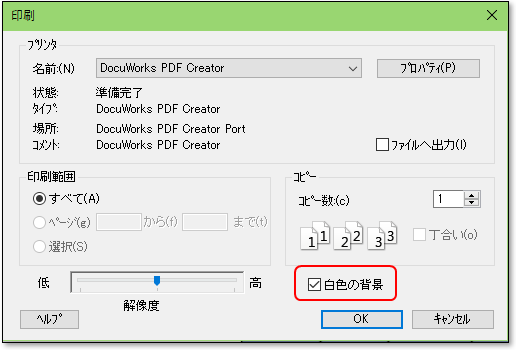 印刷
プリンタ
名前:(N) DocuWorks PDF Creator プロパティ(P)
状態: 準備完了
タイプ: DocuWorks PDF Creator
場所: DocuWorks PDF Creator Port
コメント: DocuWorks PDF Creator ファイルへ出力(I)
印刷範囲 コピー
すべて(A) コピー数:(c) 1
ページ(g) から(f) まで(t) 1 1 2 2 3 3 丁合い(o)
選択(S)
低 高 白色の背景
解像度
ヘルプ OK キャンセル